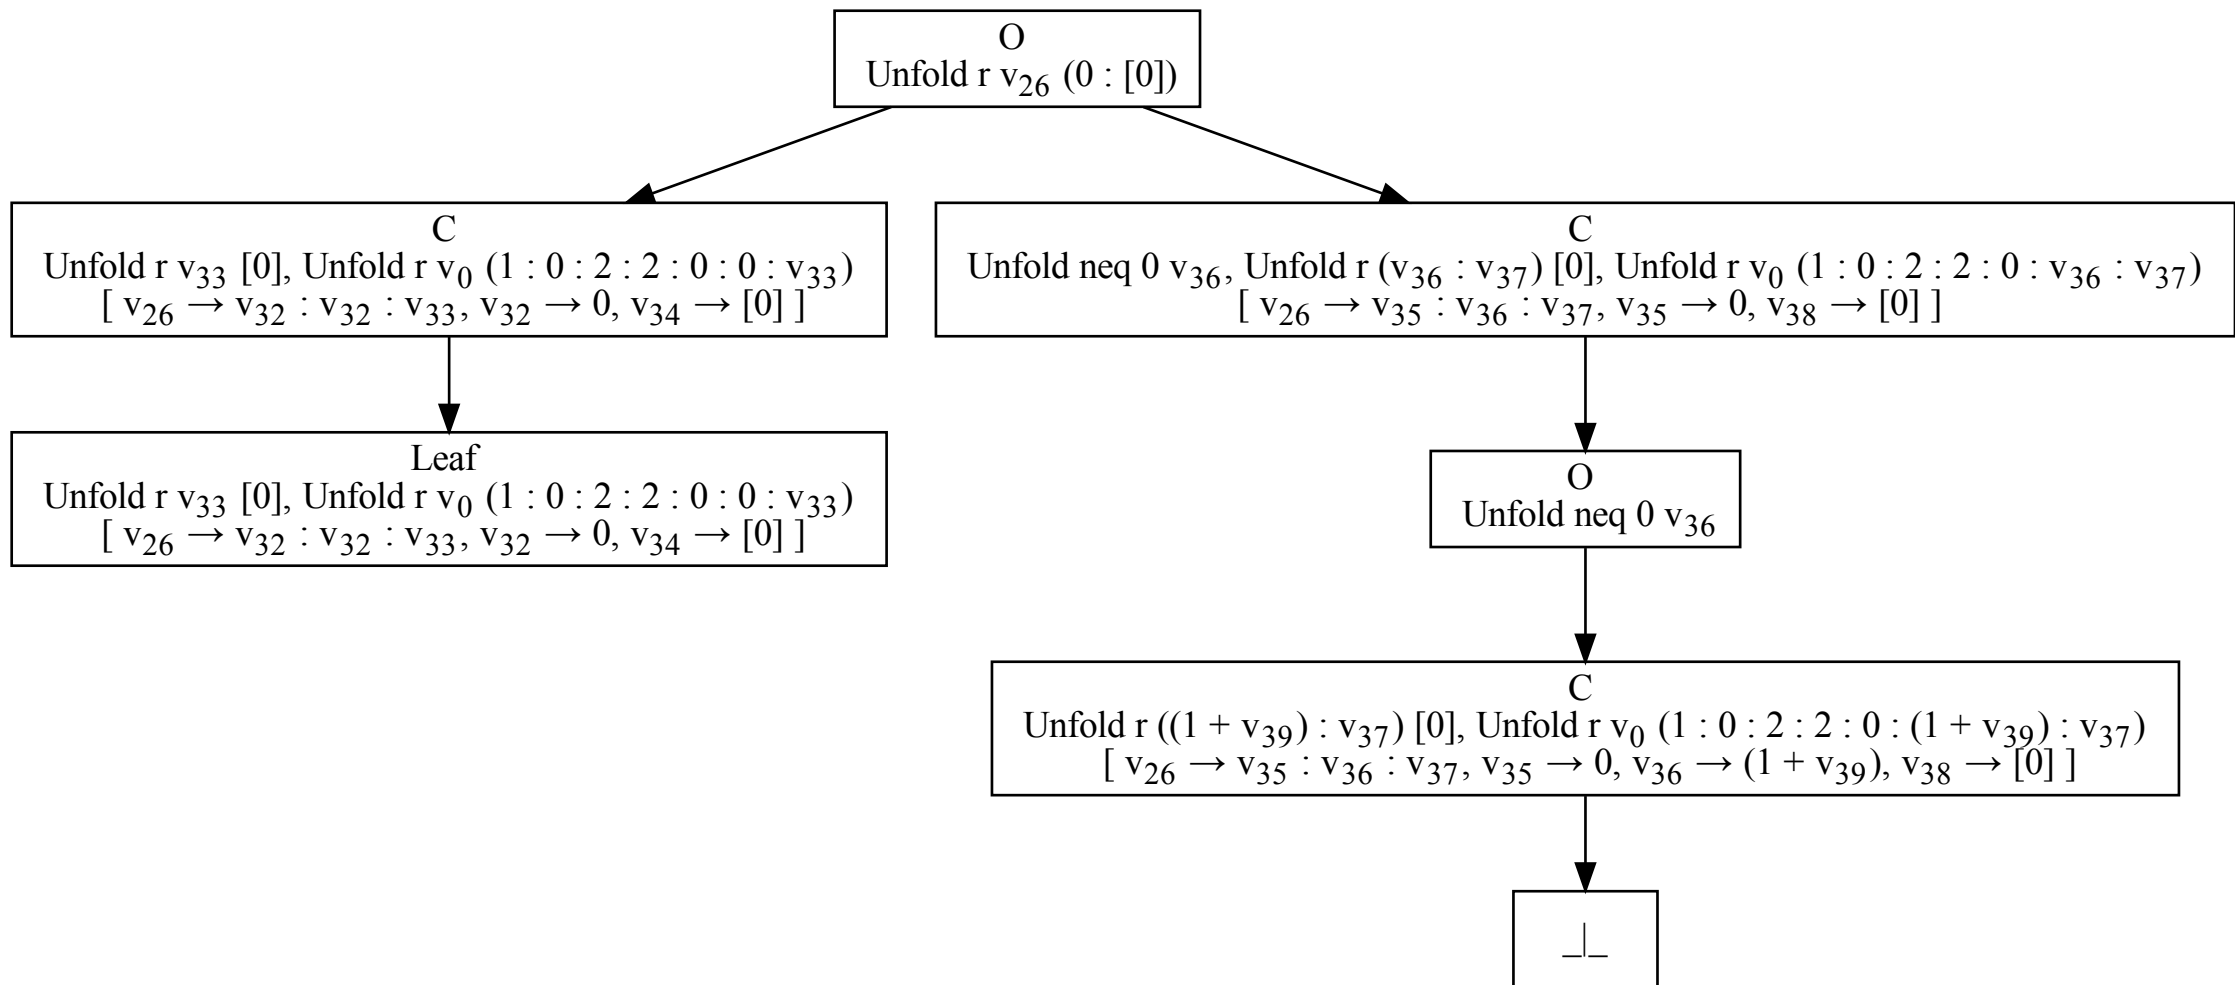 O
Unfold r v₂₆ (0 : [0])
C
Unfold r v₃₃ [0], Unfold r v₀ (1 : 0 : 2 : 2 : 0 : 0 : v₃₃)
[ v₂₆ → v₃₂ : v₃₂ : v₃₃, v₃₂ → 0, v₃₄ → [0] ]
C
Unfold neq 0 v₃₆, Unfold r (v₃₆ : v₃₇) [0], Unfold r v₀ (1 : 0 : 2 : 2 : 0 : v₃₆ : v₃₇)
[ v₂₆ → v₃₅ : v₃₆ : v₃₇, v₃₅ → 0, v₃₈ → [0] ]
Leaf
Unfold r v₃₃ [0], Unfold r v₀ (1 : 0 : 2 : 2 : 0 : 0 : v₃₃)
[ v₂₆ → v₃₂ : v₃₂ : v₃₃, v₃₂ → 0, v₃₄ → [0] ]
O
Unfold neq 0 v₃₆
C
Unfold r ((1 + v₃₉) : v₃₇) [0], Unfold r v₀ (1 : 0 : 2 : 2 : 0 : (1 + v₃₉) : v₃₇)
[ v₂₆ → v₃₅ : v₃₆ : v₃₇, v₃₅ → 0, v₃₆ → (1 + v₃₉), v₃₈ → [0] ]
_|_